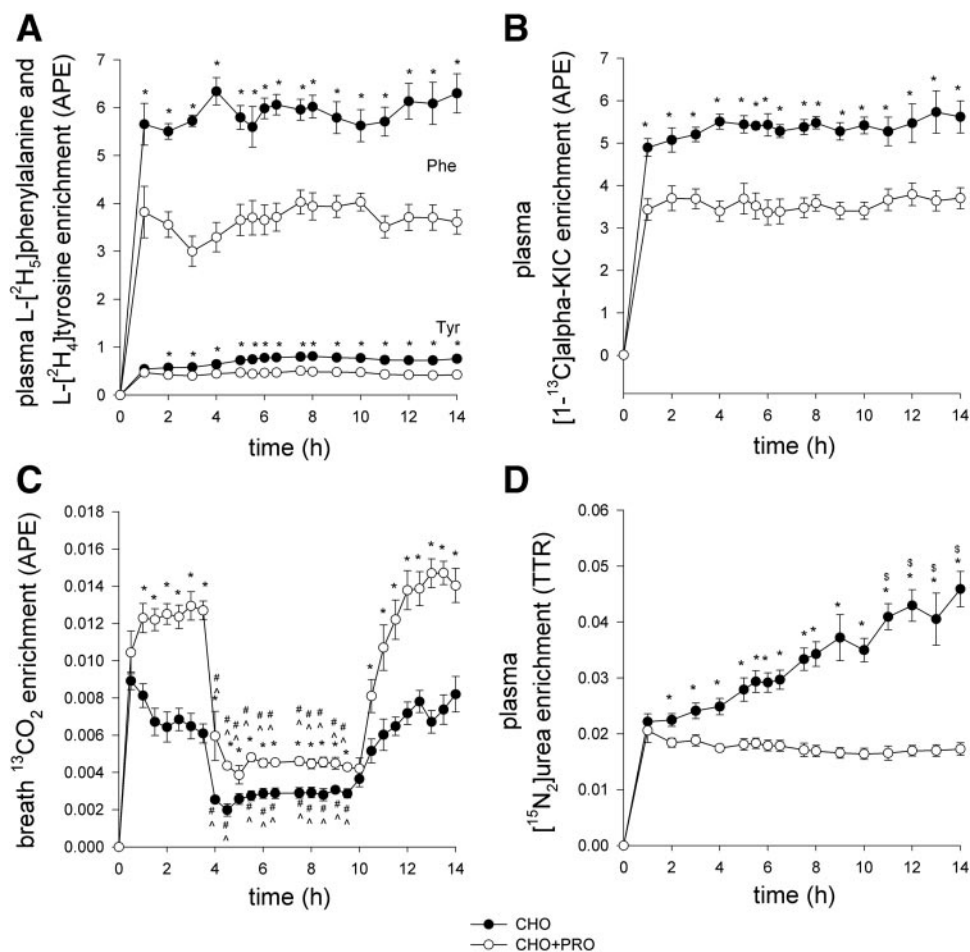 A
plasma L-[²H₅]phenylalanine and
L-[²H₄]tyrosine enrichment (APE)
7
6
5
4
3
2
1
0
* * * * * * * * * * * * * * *
Phe
Tyr
* * * * * * * * * * * * * *
0 2 4 6 8 10 12 14
time (h)
B
plasma
[1-¹³C]alpha-KIC enrichment (APE)
7
6
5
4
3
2
1
0
* * * * * * * * * * * * * * *
0 2 4 6 8 10 12 14
time (h)
C
breath ¹³CO₂ enrichment (APE)
0.016
0.014
0.012
0.010
0.008
0.006
0.004
0.002
0.000
0 2 4 6 8 10 12 14
time (h)
D
plasma
[¹⁵N₂]urea enrichment (TTR)
0.06
0.05
0.04
0.03
0.02
0.01
0.00
$ $ $ $
* * * * * * * * * * * * * *
0 2 4 6 8 10 12 14
time (h)
CHO
CHO+PRO